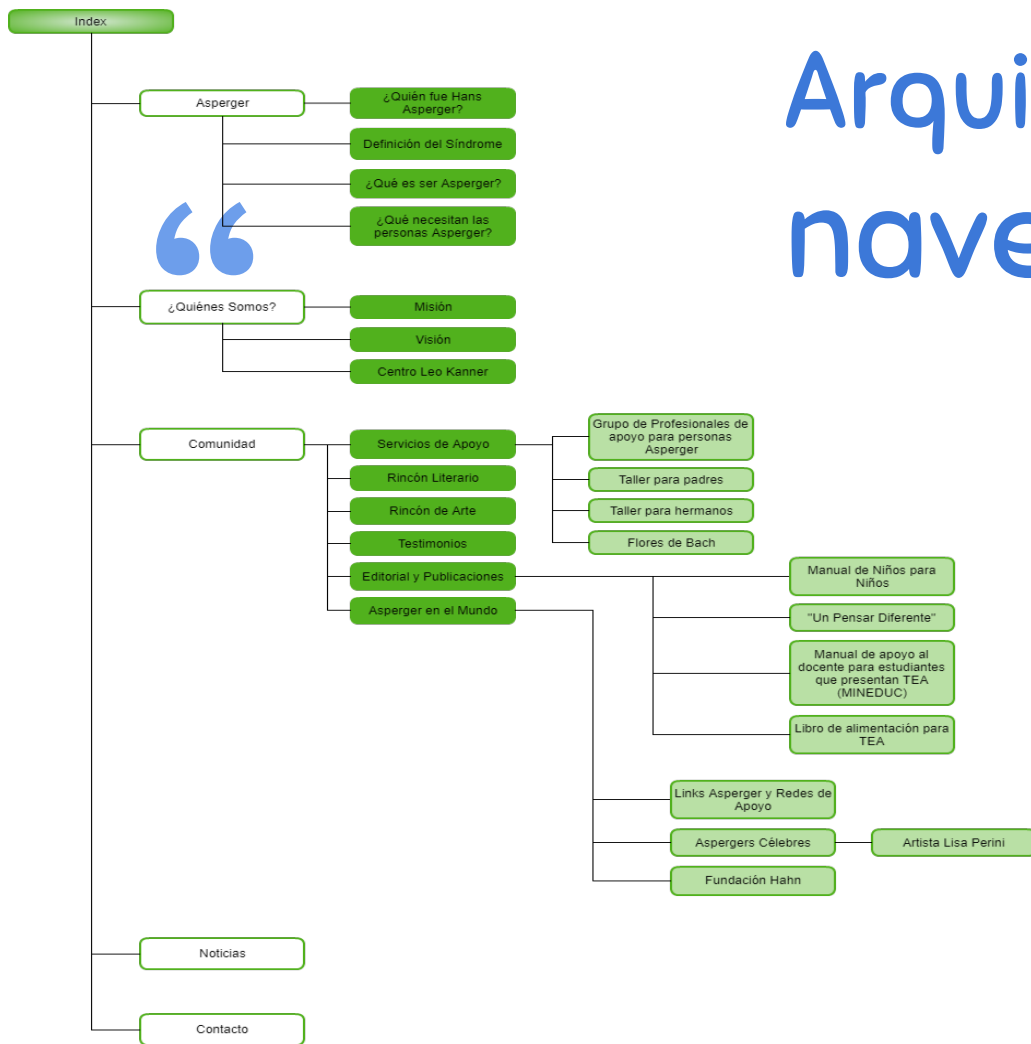 Index
Arqui
nave
Asperger
¿Quién fue Hans
Asperger?
Definición del Síndrome
¿Qué es ser Asperger?
¿Qué necesitan las
personas Asperger?
“
¿Quiénes Somos?
Misión
Visión
Centro Leo Kanner
Comunidad
Servicios de Apoyo
Grupo de Profesionales de
apoyo para personas
Asperger
Taller para padres
Taller para hermanos
Flores de Bach
Rincón Literario
Rincón de Arte
Testimonios
Editorial y Publicaciones
Manual de Niños para
Niños
"Un Pensar Diferente"
Manual de apoyo al
docente para estudiantes
que presentan TEA
(MINEDUC)
Libro de alimentación para
TEA
Asperger en el Mundo
Links Asperger y Redes de
Apoyo
Aspergers Célebres
Artista Lisa Perini
Fundación Hahn
Noticias
Contacto